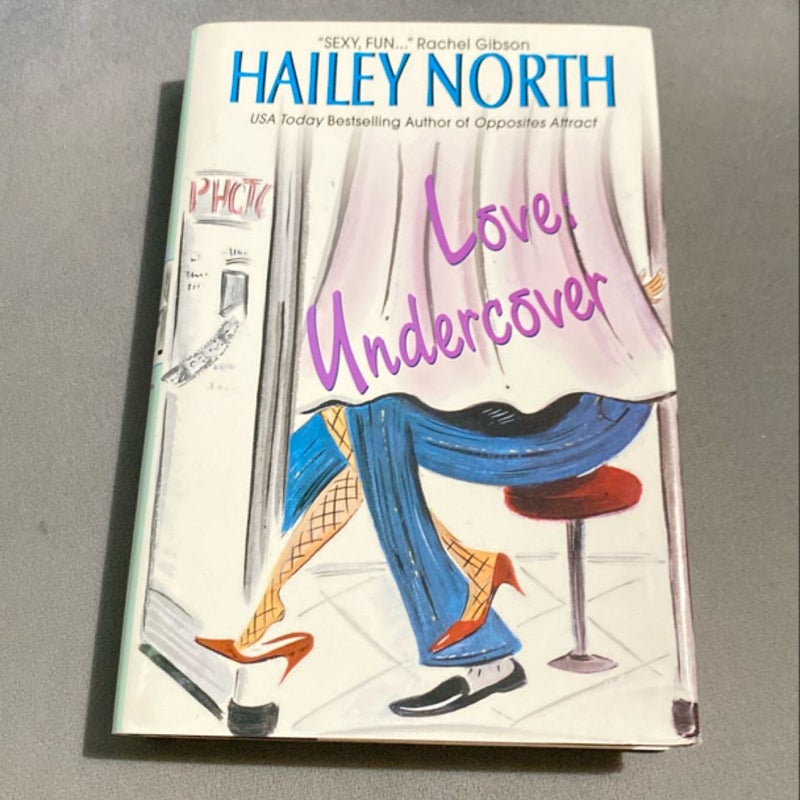 "SEXY, FUN..." Rachel Gibson
HAILEY NORTH
USA Today Bestselling Author of Opposites Attract
PHOTO
Love:
Undercover